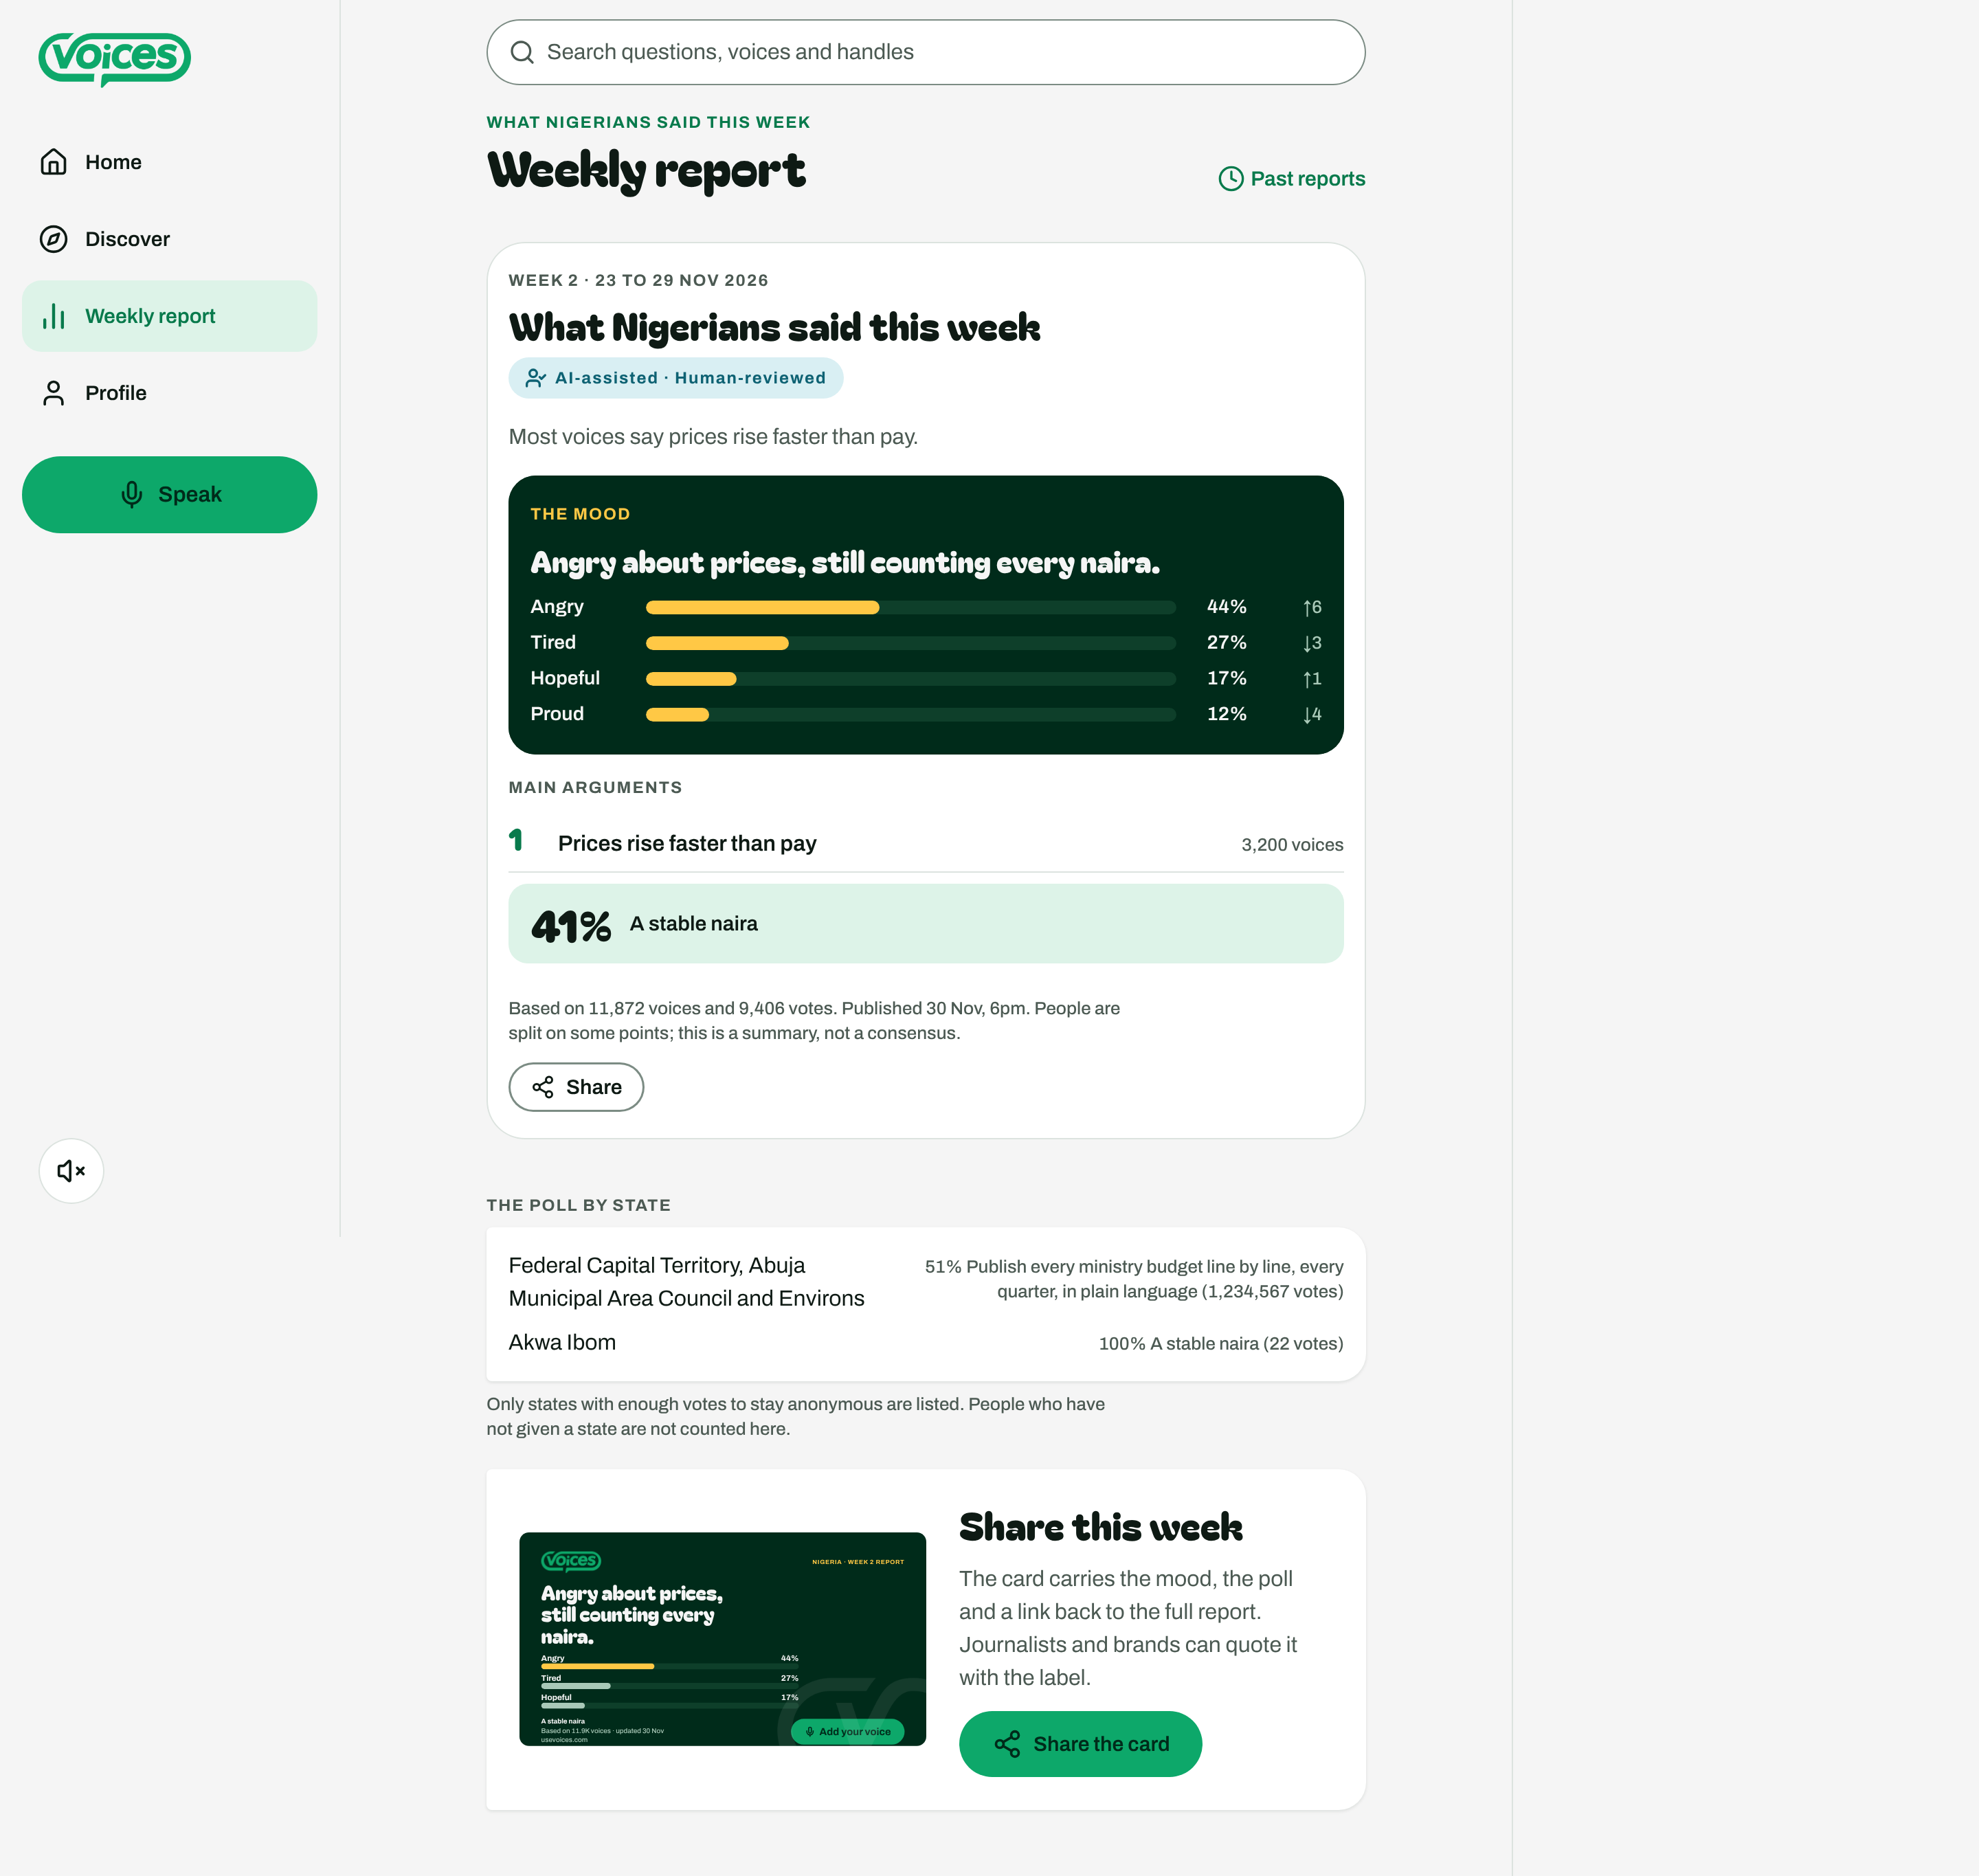 voices
Search questions, voices and handles
Home
Discover
Weekly report
Profile
Speak
WHAT NIGERIANS SAID THIS WEEK
Weekly report
Past reports
WEEK 2 · 23 TO 29 NOV 2026
What Nigerians said this week
AI-assisted · Human-reviewed
Most voices say prices rise faster than pay.
THE MOOD
Angry about prices, still counting every naira.
Angry 44% ↑6
Tired 27% ↓3
Hopeful 17% ↑1
Proud 12% ↓4
MAIN ARGUMENTS
1 Prices rise faster than pay 3,200 voices
41% A stable naira
Based on 11,872 voices and 9,406 votes. Published 30 Nov, 6pm. People are
split on some points; this is a summary, not a consensus.
Share
THE POLL BY STATE
Federal Capital Territory, Abuja
Municipal Area Council and Environs
51% Publish every ministry budget line by line, every
quarter, in plain language (1,234,567 votes)
Akwa Ibom 100% A stable naira (22 votes)
Only states with enough votes to stay anonymous are listed. People who have
not given a state are not counted here.
voices
NIGERIA · WEEK 2 REPORT
Angry about prices,
still counting every
naira.
Angry 44%
Tired 27%
Hopeful 17%
A stable naira
Based on 11.9K voices · updated 30 Nov
usevoices.com
Add your voice
Share this week
The card carries the mood, the poll
and a link back to the full report.
Journalists and brands can quote it
with the label.
Share the card